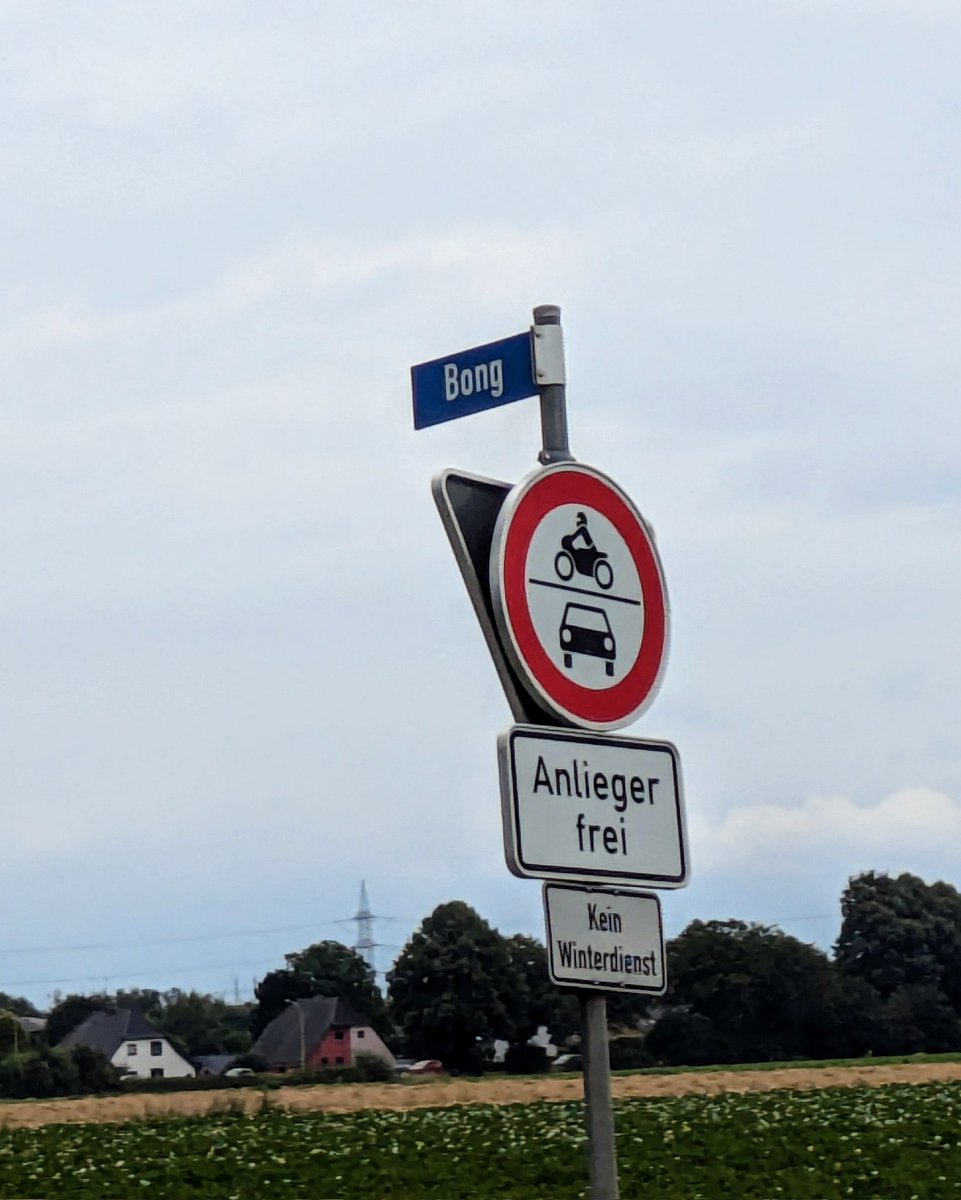 Bong
Anlieger
frei
Kein
Winterdienst